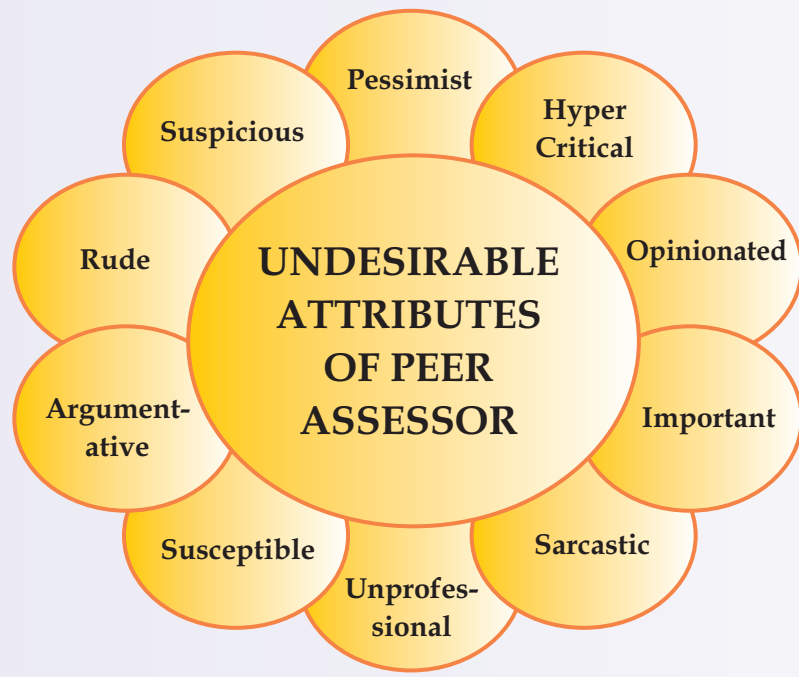 Pessimist
Hyper
Critical
Opinionated
Important
Sarcastic
Unprofes-
sional
Susceptible
Argument-
ative
Rude
Suspicious
UNDESIRABLE
ATTRIBUTES
OF PEER
ASSESSOR